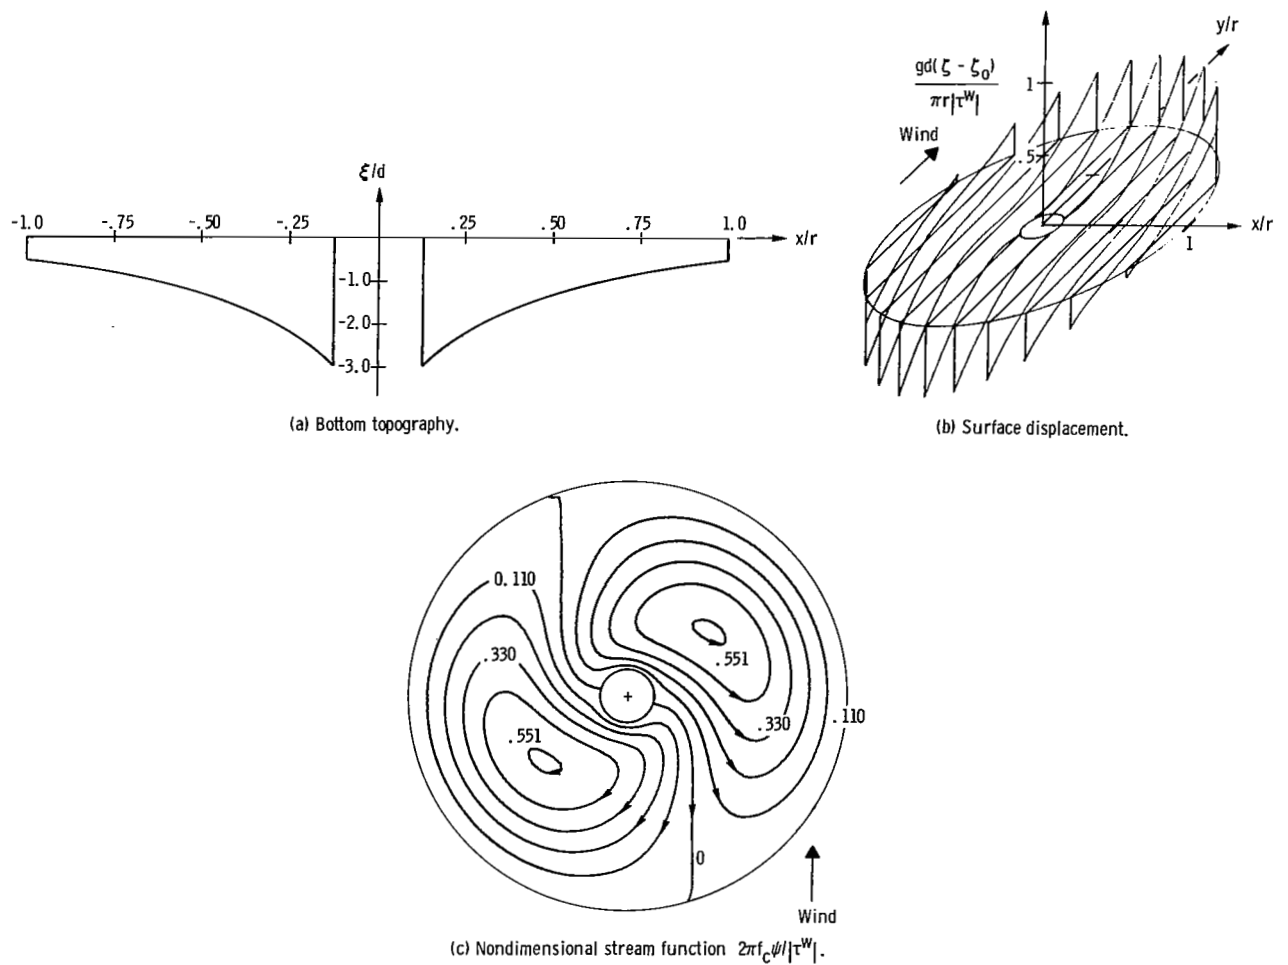 ξ/d
-1.0 -.75 -.50 -.25 .25 .50 .75 1.0 x/r
-1.0
-2.0
-3.0
(a) Bottom topography.
y/r
gd(ζ - ζ₀)
πr|τᵂ|
1
Wind
.5
x/r
1
(b) Surface displacement.
0.110
.330
.551
.551
.330
.110
0
Wind
(c) Nondimensional stream function 2πf_cψ/|τᵂ|.